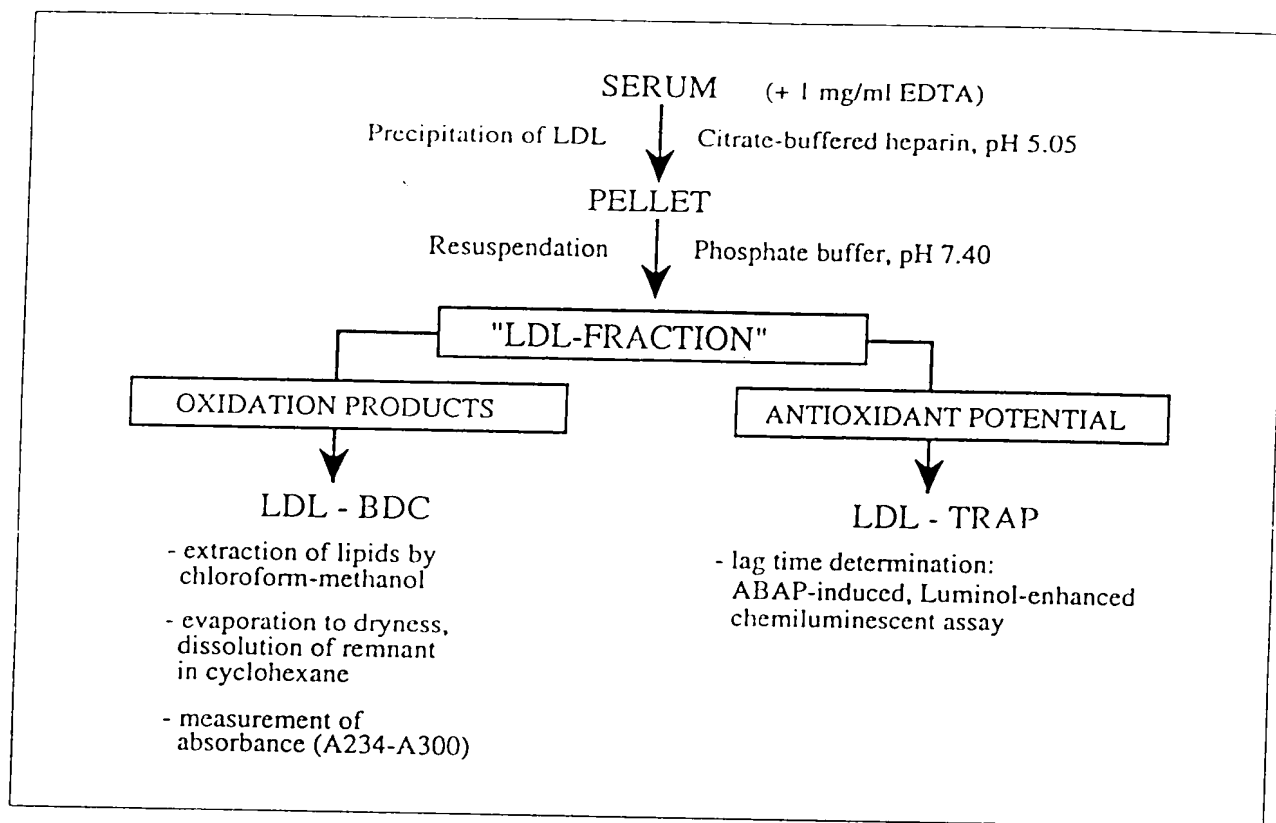 SERUM (+ 1 mg/ml EDTA)
Precipitation of LDL Citrate-buffered heparin, pH 5.05
PELLET
Resuspendation Phosphate buffer, pH 7.40
"LDL-FRACTION"
OXIDATION PRODUCTS
LDL - BDC
- extraction of lipids by
chloroform-methanol
- evaporation to dryness,
dissolution of remnant
in cyclohexane
- measurement of
absorbance (A234-A300)
ANTIOXIDANT POTENTIAL
LDL - TRAP
- lag time determination:
ABAP-induced, Luminol-enhanced
chemiluminescent assay